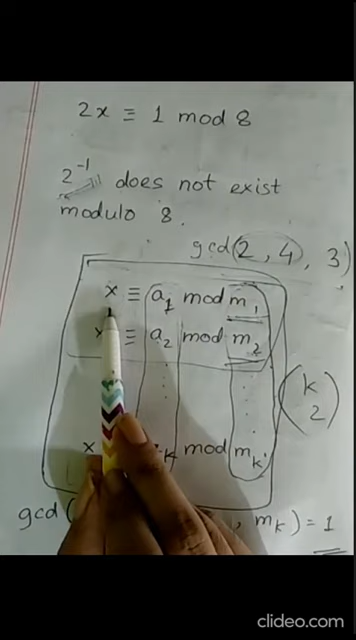 2x ≡ 1 mod 8
2⁻¹ does not exist
modulo 8.
gcd(2, 4, 3)
x ≡ a₁ mod m₁
x ≡ a₂ mod m₂
(k 2)
x k mod mₖ
gcd( , mₖ) = 1
clideo.com